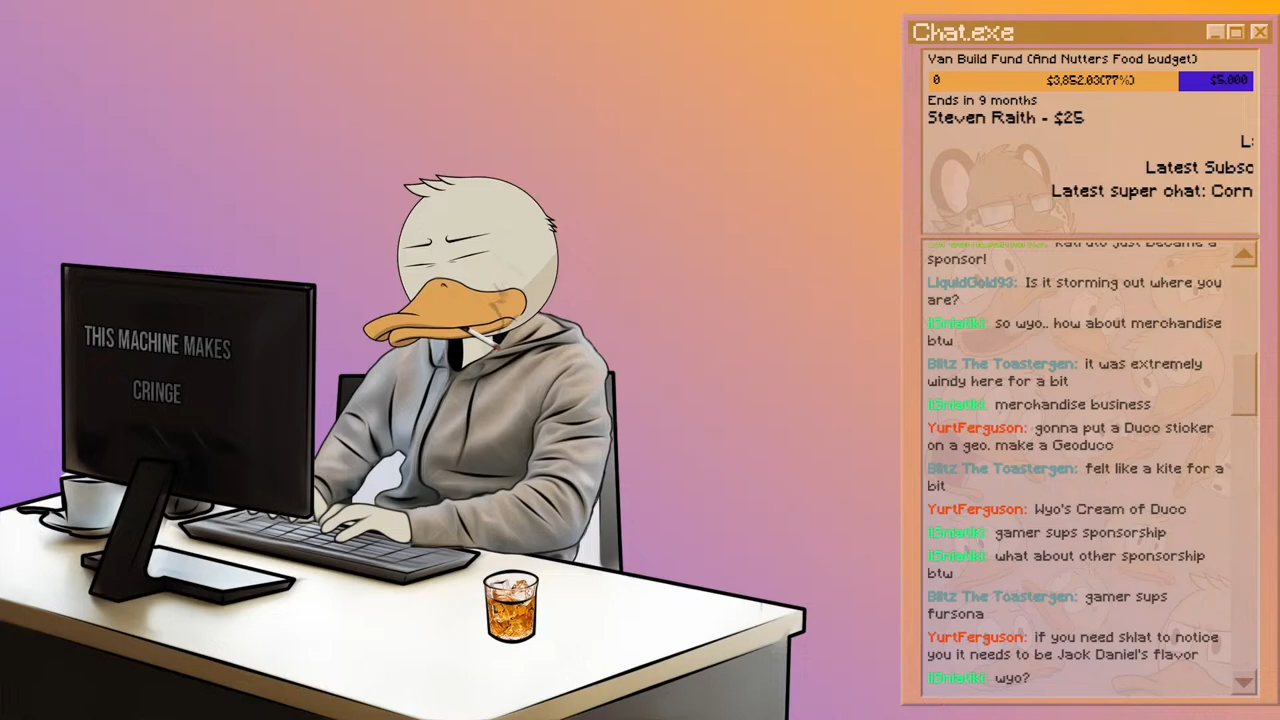 Chat.exe
Van Build Fund (And Nutters Food budget)
0 $3,852.03(77%) $5,000
Ends in 9 months
Steven Raith - $25
L:
Latest Subsc
Latest super chat: Corn
just became a
sponsor!
LiquidGold93: Is it storming out where you
are?
so wyo.. how about merchandise
btw
Blitz The Toastergen: it was extremely
windy here for a bit
merchandise business
YurtFerguson: gonna put a Duco sticker
on a geo. make a Geoduco
Blitz The Toastergen: felt like a kite for a
bit
YurtFerguson: Wyo's Cream of Duco
gamer sups sponsorship
what about other sponsorship
btw
Blitz The Toastergen: gamer sups
fursona
YurtFerguson: if you need shlat to notice
you it needs to be Jack Daniel's flavor
wyo?
THIS MACHINE MAKES
CRINGE